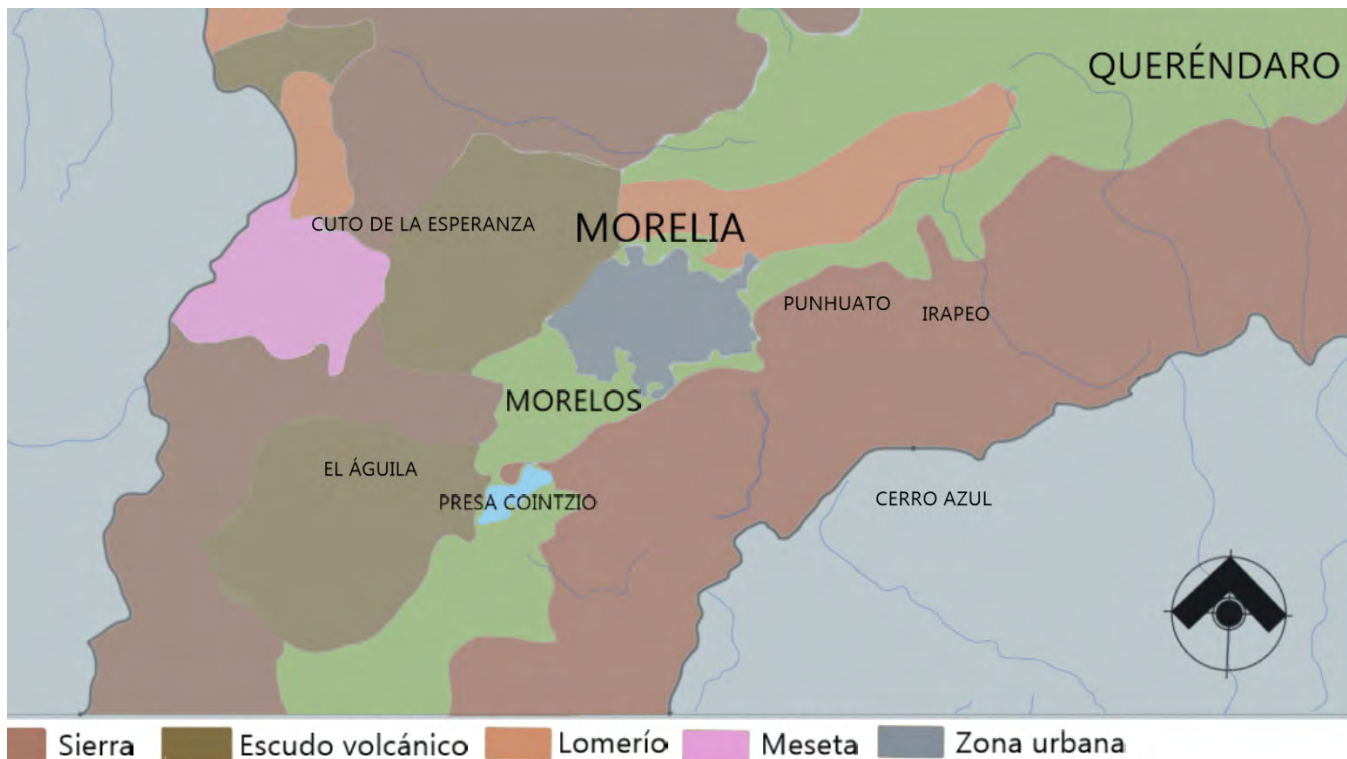 QUERÉNDARO
CUTO DE LA ESPERANZA
MORELIA
PUNHUATO
IRAPEO
MORELOS
EL ÁGUILA
PRESA COINTZIO
CERRO AZUL
Sierra
Escudo volcánico
Lomerío
Meseta
Zona urbana